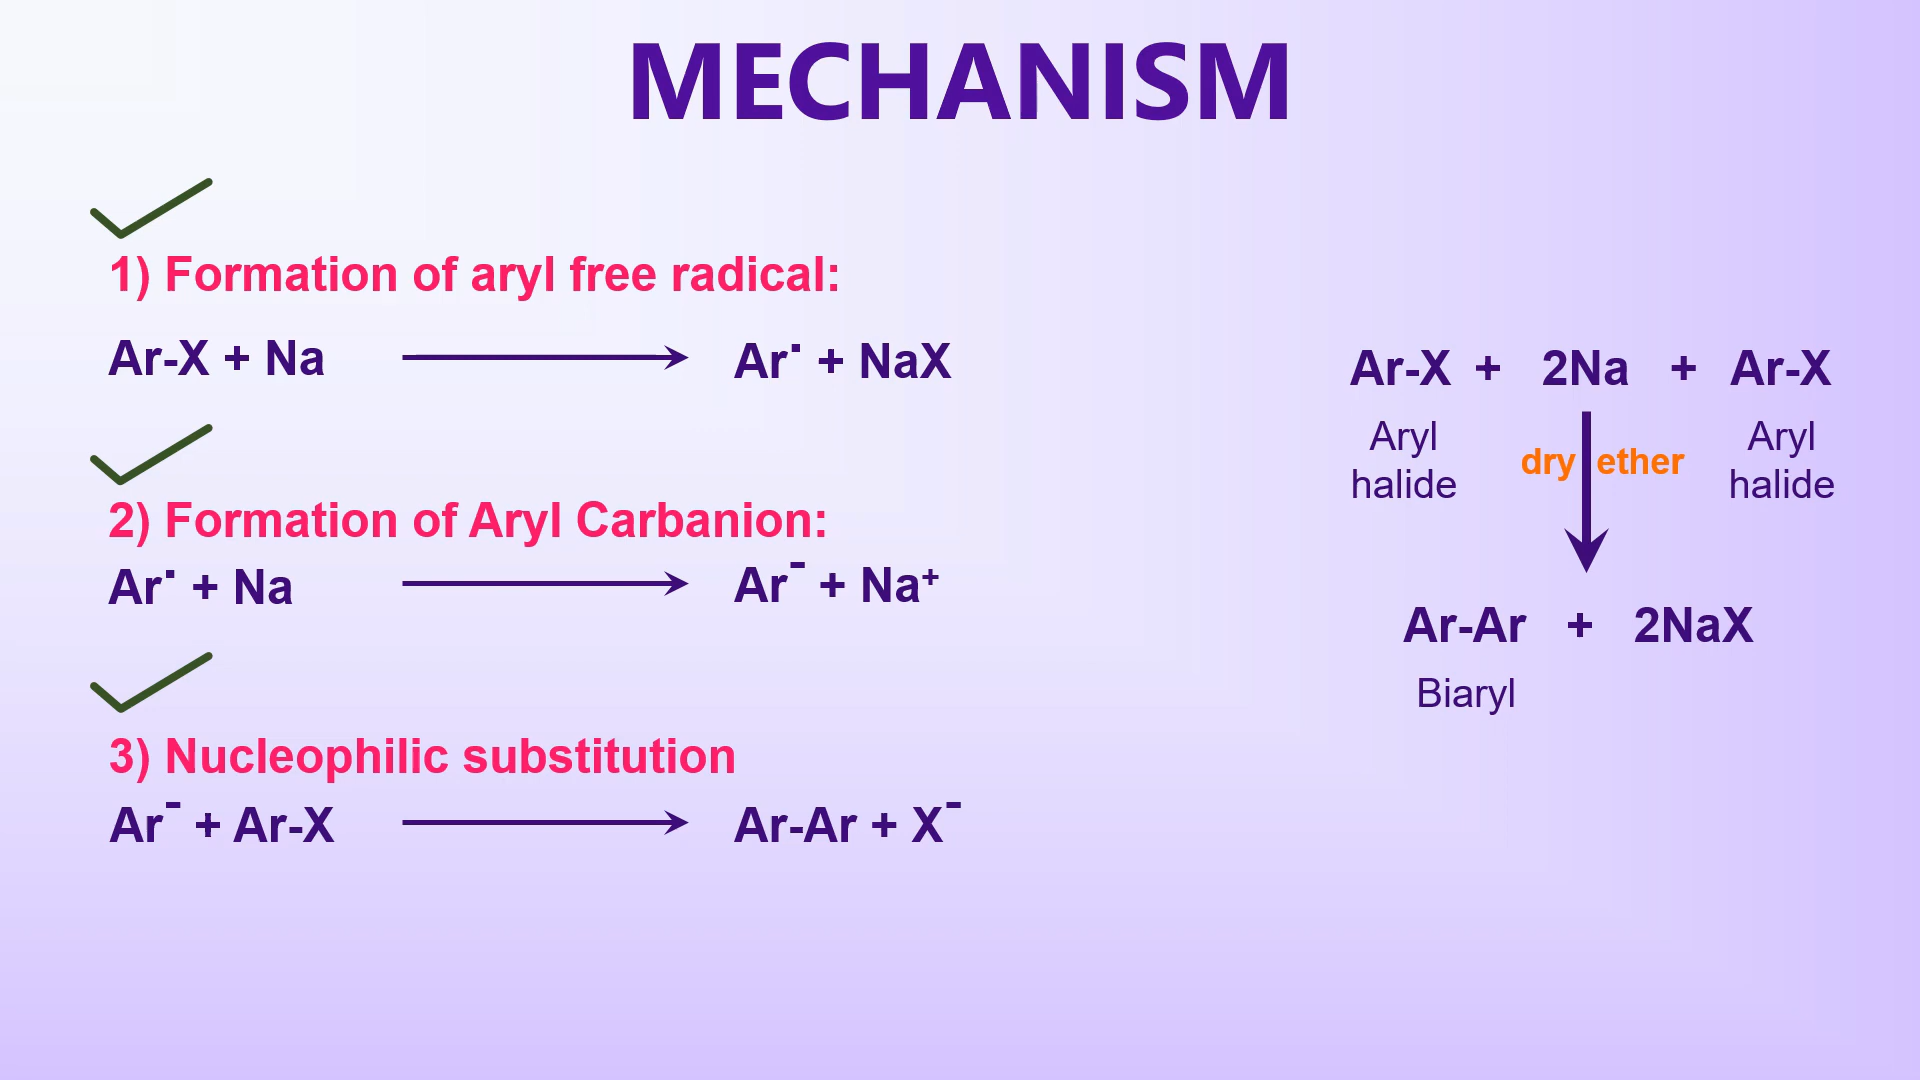 MECHANISM
1) Formation of aryl free radical:
Ar-X + Na ⟶ Ar˙ + NaX
2) Formation of Aryl Carbanion:
Ar˙ + Na ⟶ Ar⁻ + Na⁺
3) Nucleophilic substitution
Ar⁻ + Ar-X ⟶ Ar-Ar + X⁻
Ar-X + 2Na + Ar-X
Aryl halide
Aryl halide
dry ether
Ar-Ar + 2NaX
Biaryl